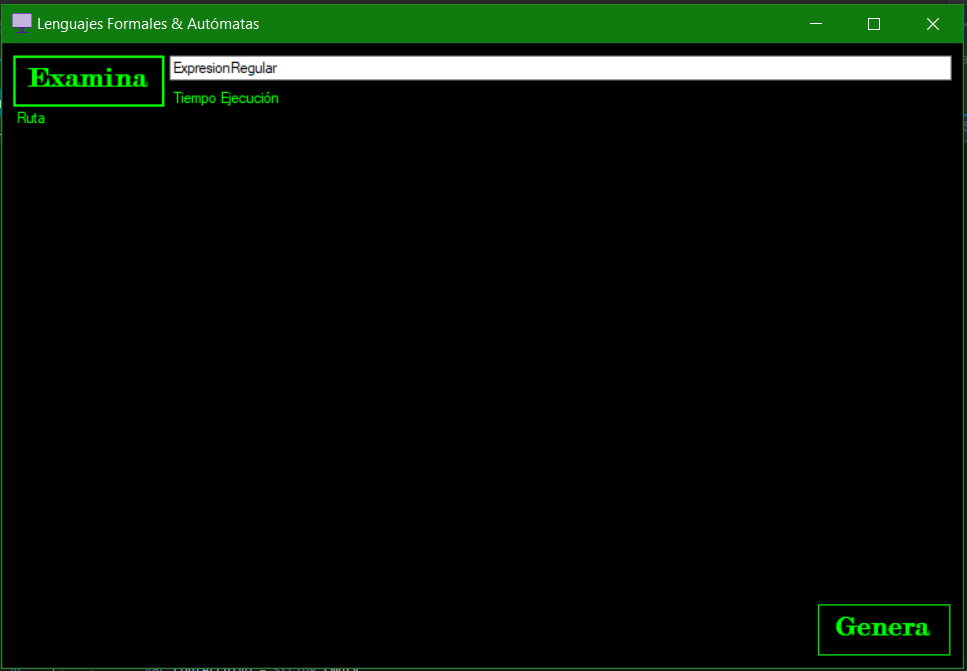 Lenguajes Formales & Autómatas
Examina
ExpresionRegular
Tiempo Ejecución
Ruta
Genera